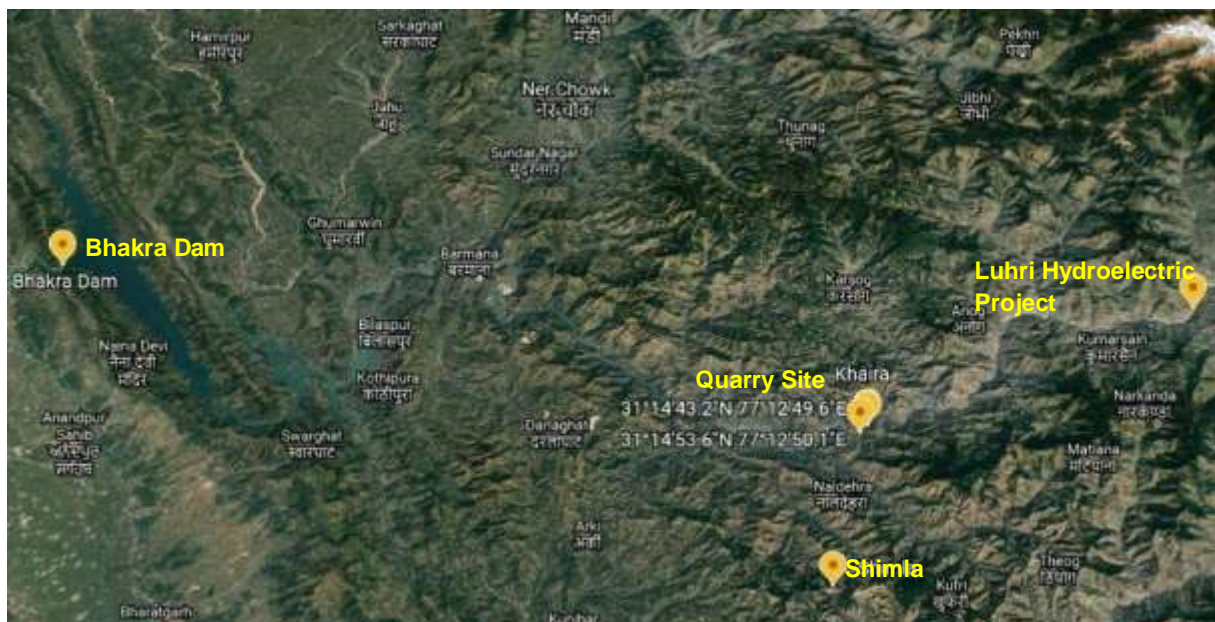 Hamirpur
हमीरपुर
Sarkaghat
सरकाघाट
Mandi
मंडी
Pekhri
Jahu
जाहू
Ner Chowk
नेर-चौक
Jibhi
जीभी
Thunag
थुनाग
Sundar Nagar
सुंदरनगर
Ghumarwin
घुमारवीं
Bhakra Dam
Bhakra Dam
Barmana
बरमाना
Karsog
करसोग
Luhri Hydroelectric
Project
Bilaspur
बिलासपुर
Kumarsain
कुमारसैन
Naina Devi
नैना देवी
मंदिर
Kothipura
कोठीपुरा
Quarry Site
Khaira
31°14'43.2"N 77°12'49.6"E
31°14'53.6"N 77°12'50.1"E
Narkanda
नारकण्डा
Anandpur
Sahib
Swarghat
स्वारघाट
Darlaghat
दरलाघाट
Matiana
मटियाना
Naldehra
नालदेहरा
Arki
अर्की
Shimla
Kufri
कुफरी
Theog
ठियोग
Bharatgarh
Kunihar